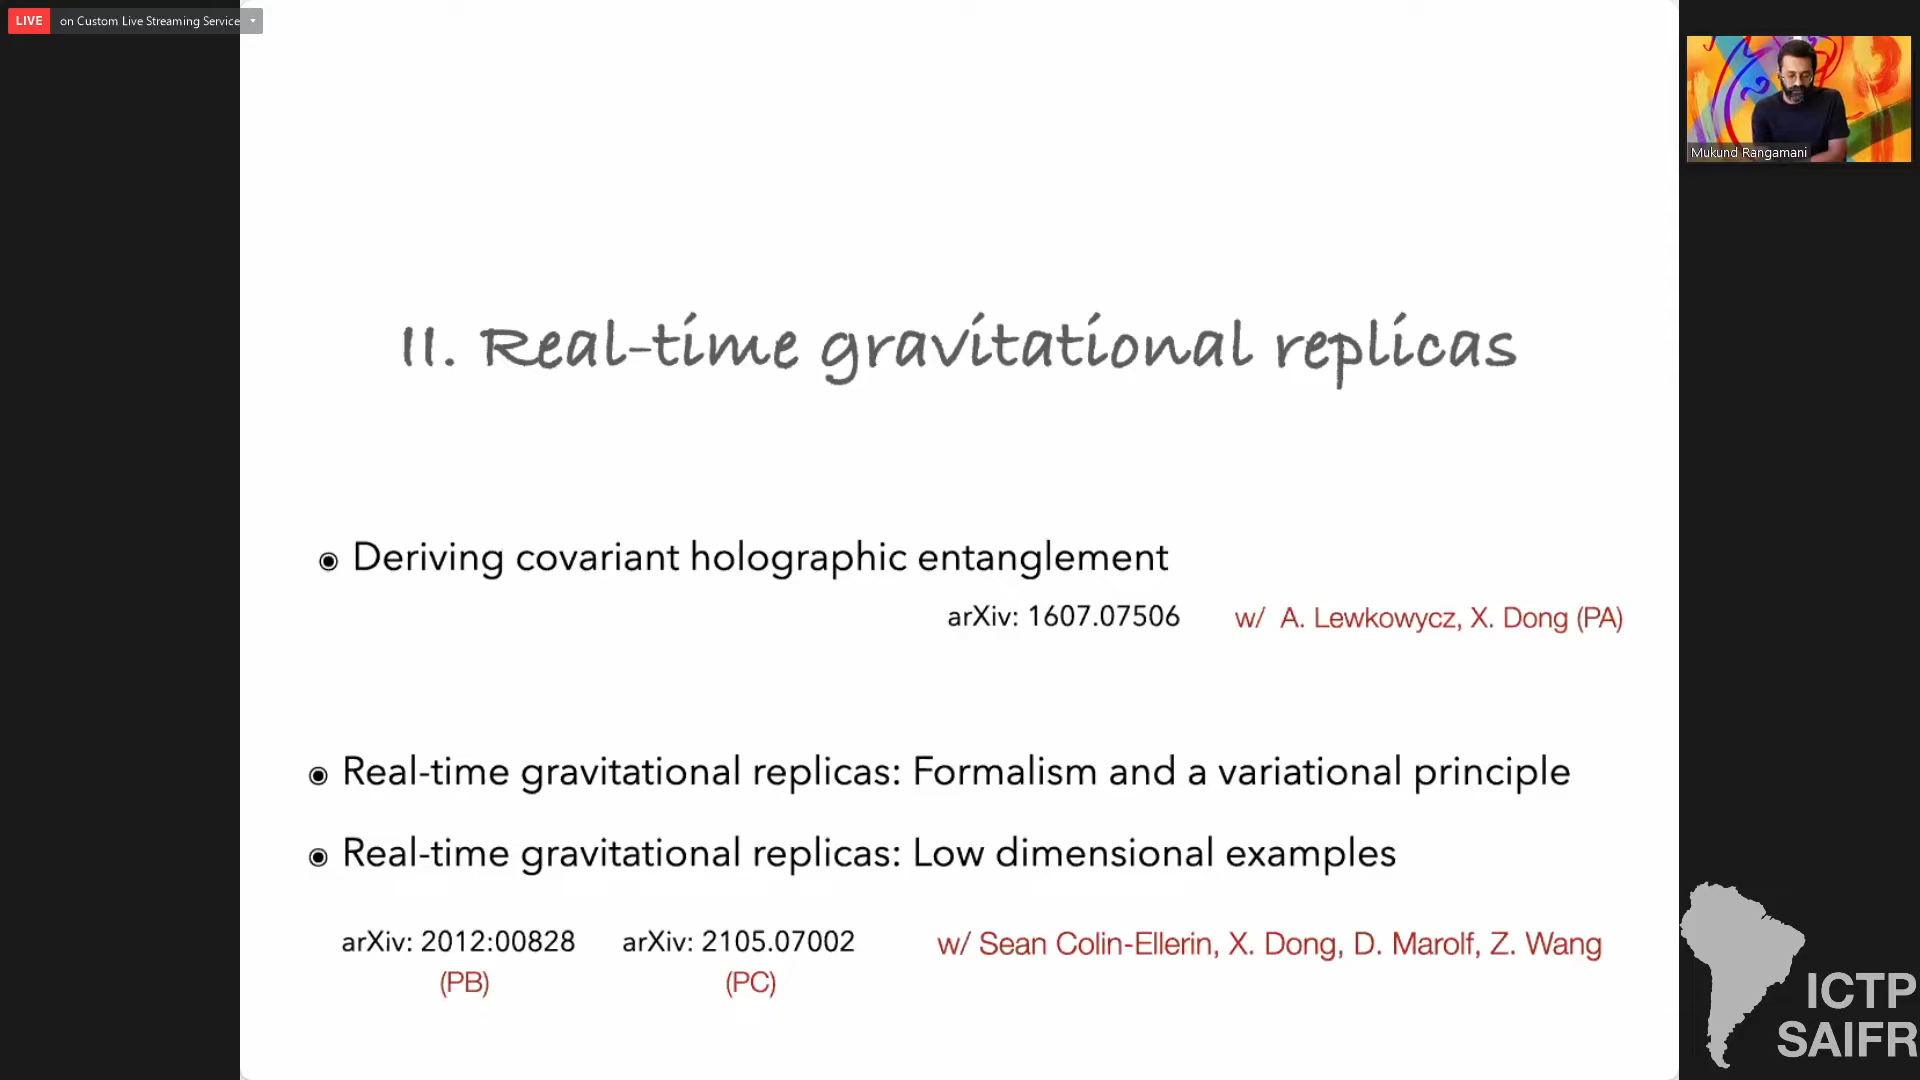 LIVE on Custom Live Streaming Service
Mukund Rangamani
II. Real-time gravitational replicas
Deriving covariant holographic entanglement
arXiv: 1607.07506 w/ A. Lewkowycz, X. Dong (PA)
Real-time gravitational replicas: Formalism and a variational principle
Real-time gravitational replicas: Low dimensional examples
arXiv: 2012:00828 arXiv: 2105.07002 w/ Sean Colin-Ellerin, X. Dong, D. Marolf, Z. Wang
(PB) (PC)
ICTP
SAIFR